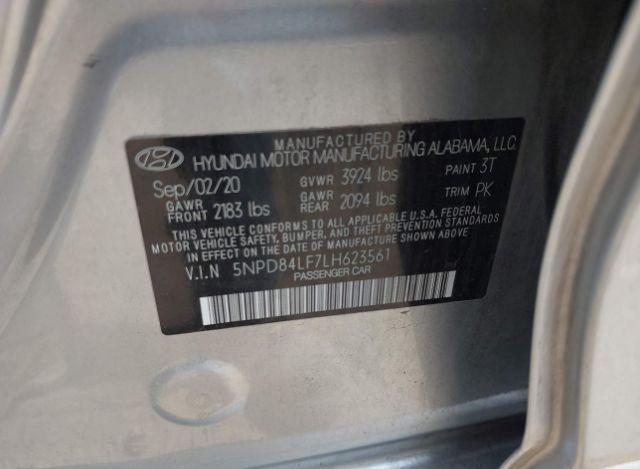 MANUFACTURED BY
HYUNDAI MOTOR MANUFACTURING ALABAMA, LLC.
Sep/02/20 GVWR 3924 lbs PAINT 3T
GAWR FRONT 2183 lbs GAWR REAR 2094 lbs TRIM PK
THIS VEHICLE CONFORMS TO ALL APPLICABLE U.S.A. FEDERAL
MOTOR VEHICLE SAFETY, BUMPER, AND THEFT PREVENTION STANDARDS
IN EFFECT ON THE DATE OF MANUFACTURE SHOWN ABOVE.
V.I.N 5NPD84LF7LH623561
PASSENGER CAR